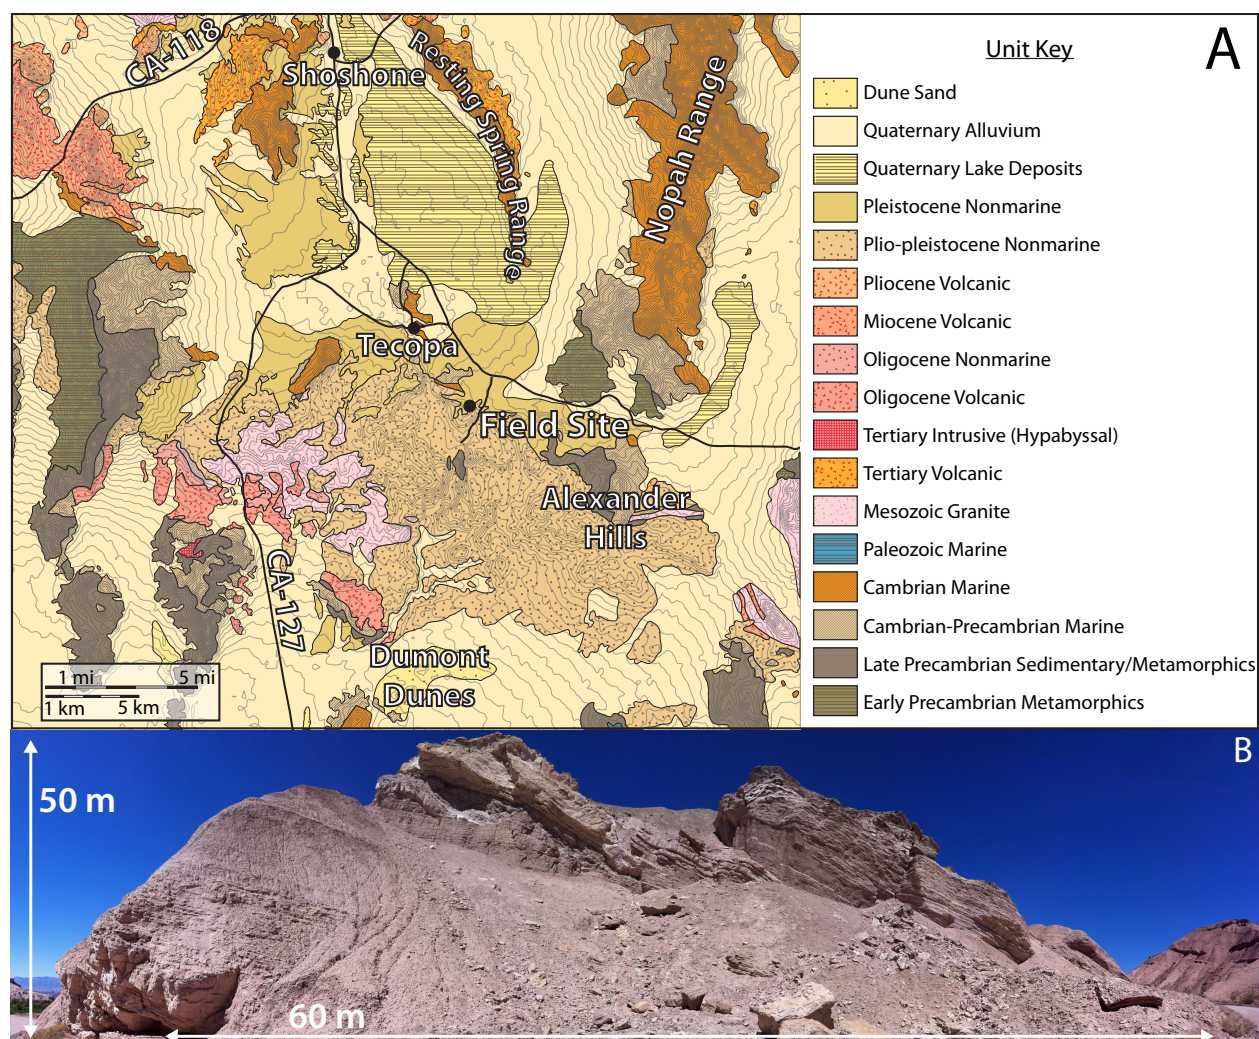 A
CA-118
Shoshone
Resting Spring Range
Nopah Range
Tecopa
Field Site
Alexander
Hills
CA-127
Dumont
Dunes
1 mi 5 mi
1 km 5 km
Unit Key
Dune Sand
Quaternary Alluvium
Quaternary Lake Deposits
Pleistocene Nonmarine
Plio-pleistocene Nonmarine
Pliocene Volcanic
Miocene Volcanic
Oligocene Nonmarine
Oligocene Volcanic
Tertiary Intrusive (Hypabyssal)
Tertiary Volcanic
Mesozoic Granite
Paleozoic Marine
Cambrian Marine
Cambrian-Precambrian Marine
Late Precambrian Sedimentary/Metamorphics
Early Precambrian Metamorphics
B
50 m
60 m